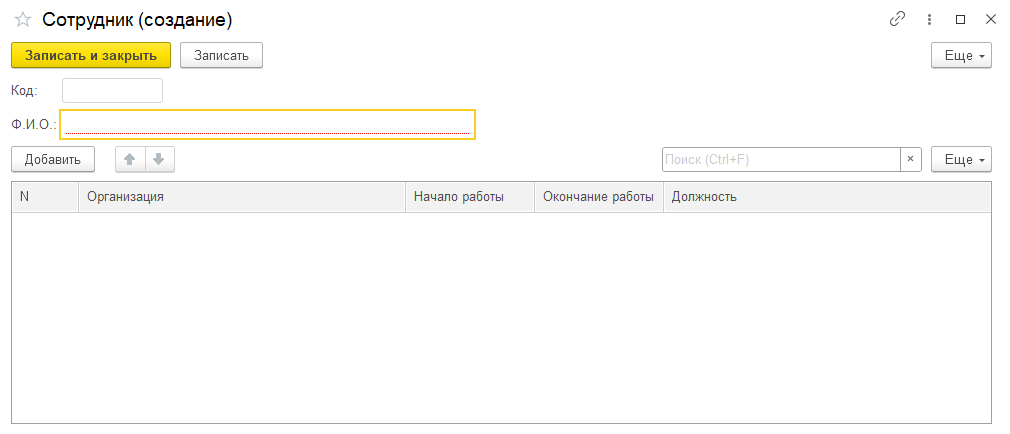 Сотрудник (создание)
Записать и закрыть Записать Еще
Код:
Ф.И.О.:
Добавить Поиск (Ctrl+F) × Еще
N Организация Начало работы Окончание работы Должность